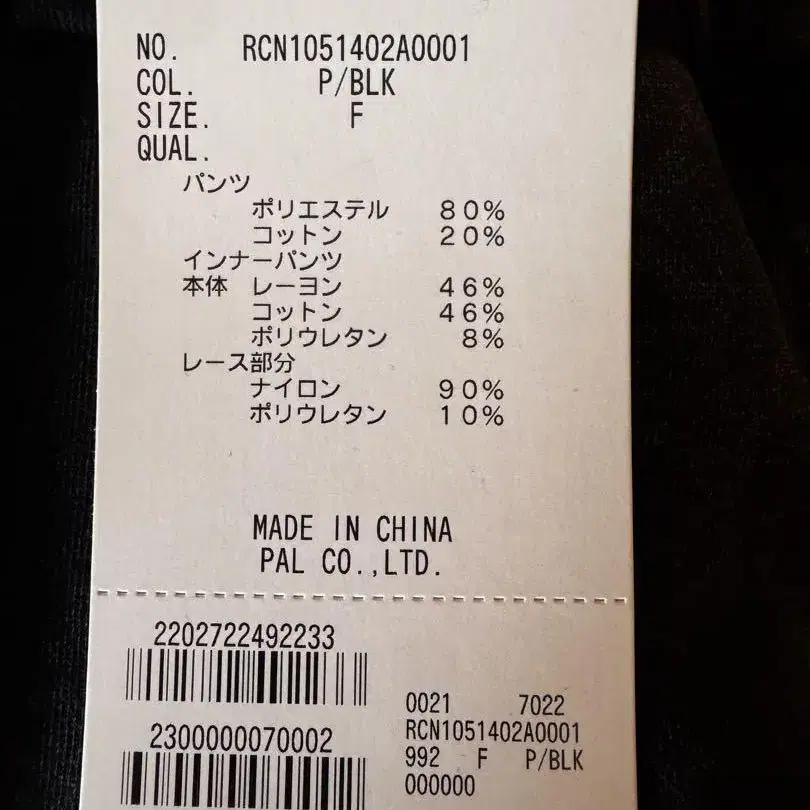 NO. RCN1051402A0001
COL. P/BLK
SIZE. F
QUAL.
パンツ
ポリエステル 80%
コットン 20%
インナーパンツ
本体 レーヨン 46%
コットン 46%
ポリウレタン 8%
レース部分
ナイロン 90%
ポリウレタン 10%
MADE IN CHINA
PAL CO.,LTD.
2202722492233
2300000070002
0021 7022
RCN1051402A0001
992 F P/BLK
000000